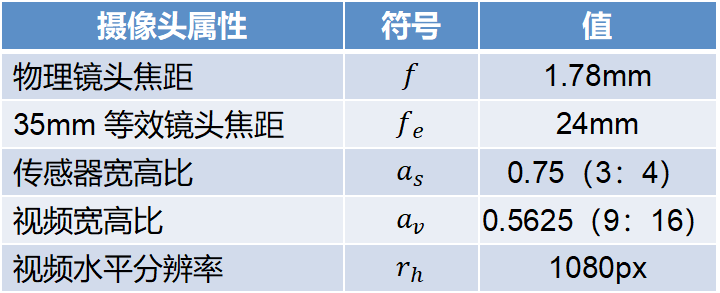 摄像头属性 符号 值
物理镜头焦距 f 1.78mm
35mm 等效镜头焦距 fₑ 24mm
传感器宽高比 aₛ 0.75（3：4）
视频宽高比 aᵥ 0.5625（9：16）
视频水平分辨率 rₕ 1080px